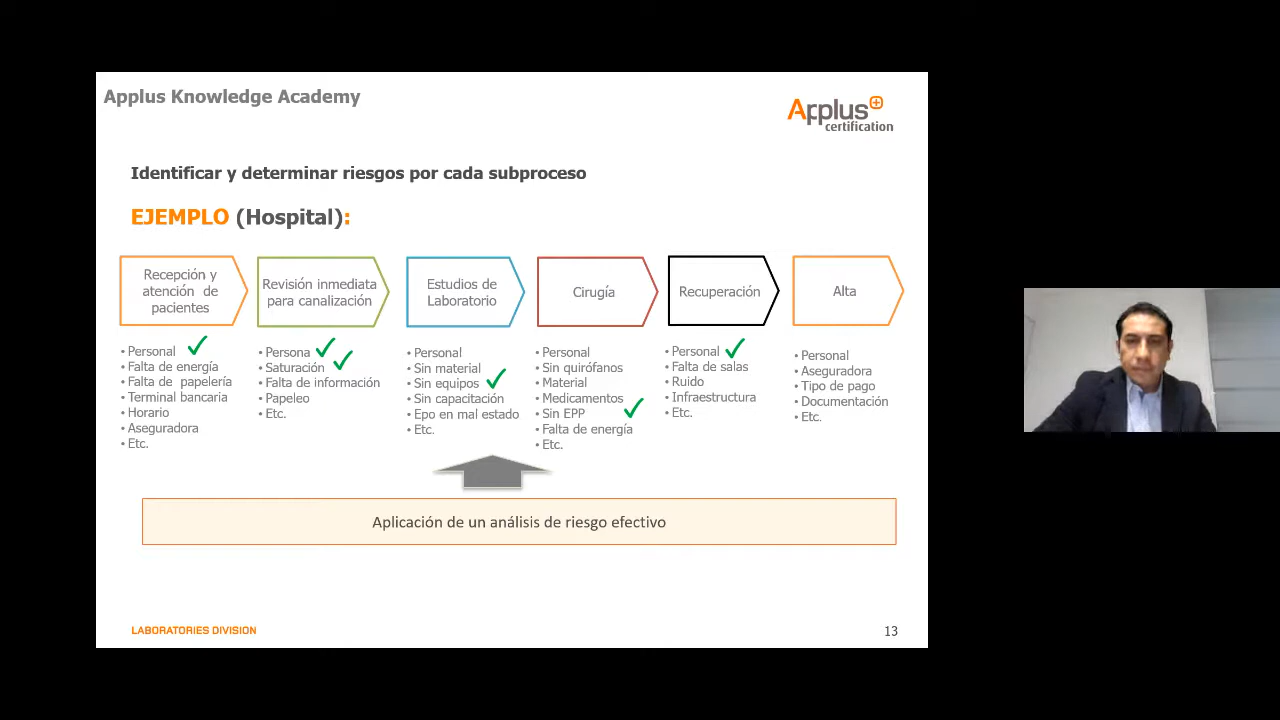 Applus Knowledge Academy
Applus+
certification
Identificar y determinar riesgos por cada subproceso
EJEMPLO (Hospital):
Recepción y
atención de
pacientes
Revisión inmediata
para canalización
Estudios de
Laboratorio
Cirugía
Recuperación
Alta
• Personal
• Falta de energía
• Falta de papelería
• Terminal bancaria
• Horario
• Aseguradora
• Etc.
• Persona
• Saturación
• Falta de información
• Papeleo
• Etc.
• Personal
• Sin material
• Sin equipos
• Sin capacitación
• Epo en mal estado
• Etc.
• Personal
• Sin quirófanos
• Material
• Medicamentos
• Sin EPP
• Falta de energía
• Etc.
• Personal
• Falta de salas
• Ruido
• Infraestructura
• Etc.
• Personal
• Aseguradora
• Tipo de pago
• Documentación
• Etc.
Aplicación de un análisis de riesgo efectivo
LABORATORIES DIVISION
13